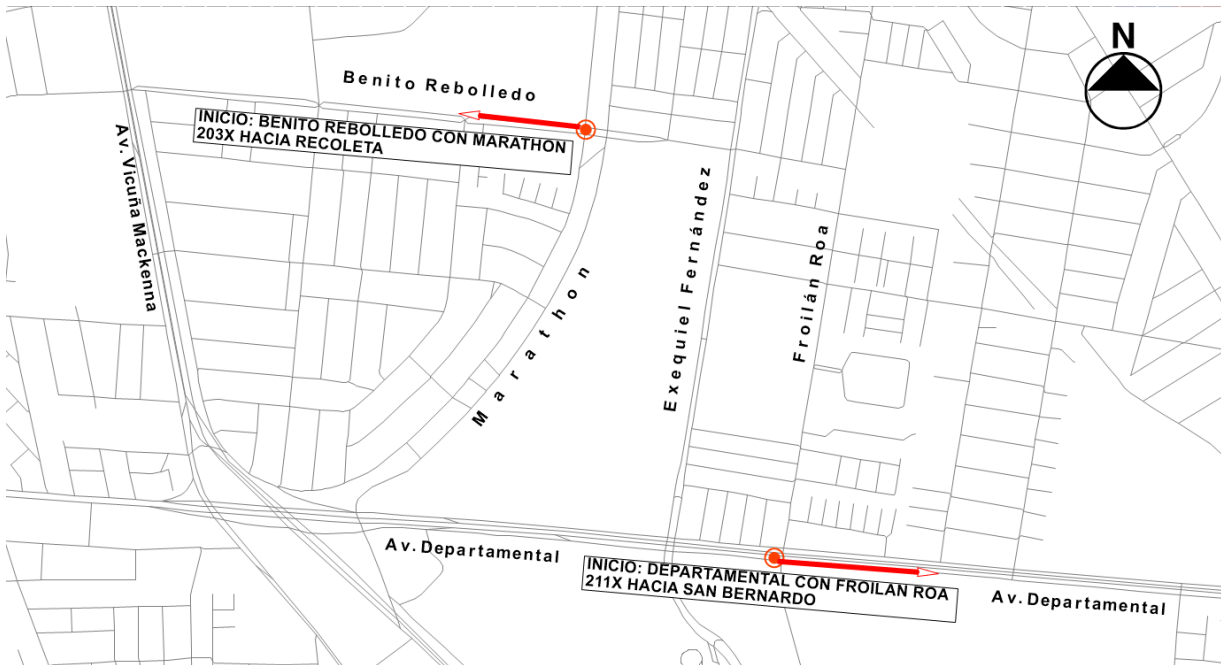 N
Benito Rebolledo
INICIO: BENITO REBOLLEDO CON MARATHON
203X HACIA RECOLETA
Av. Vicuña Mackenna
Marathon
Exequiel Fernández
Froilán Roa
Av. Departamental
INICIO: DEPARTAMENTAL CON FROILAN ROA
211X HACIA SAN BERNARDO
Av. Departamental